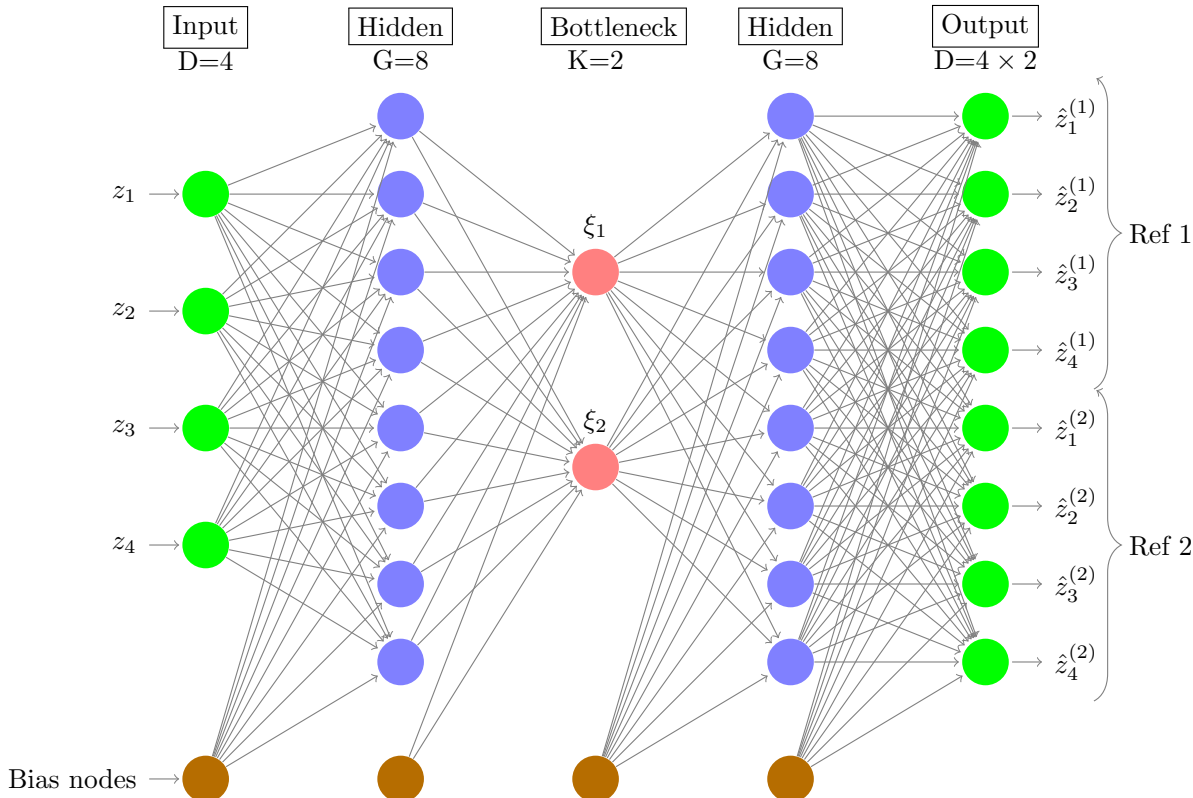 Input
Hidden
Bottleneck
Hidden
Output
D=4
G=8
K=2
G=8
D=4 × 2
z₁
z₂
z₃
z₄
Bias nodes
ξ₁
ξ₂
ẑ₁⁽¹⁾
ẑ₂⁽¹⁾
ẑ₃⁽¹⁾
ẑ₄⁽¹⁾
ẑ₁⁽²⁾
ẑ₂⁽²⁾
ẑ₃⁽²⁾
ẑ₄⁽²⁾
Ref 1
Ref 2